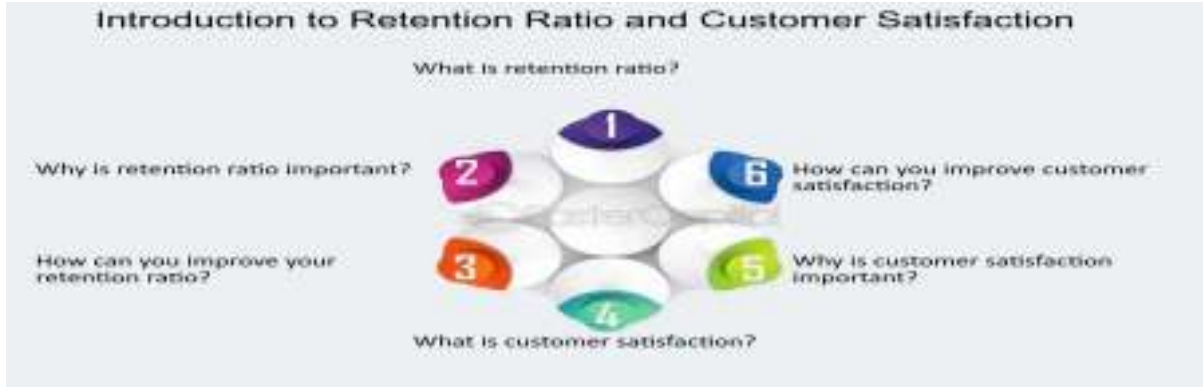 Introduction to Retention Ratio and Customer Satisfaction
What is retention ratio?
1
2
Why is retention ratio important?
3
How can you improve your
retention ratio?
4
What is customer satisfaction?
5
Why is customer satisfaction
important?
6
How can you improve customer
satisfaction?